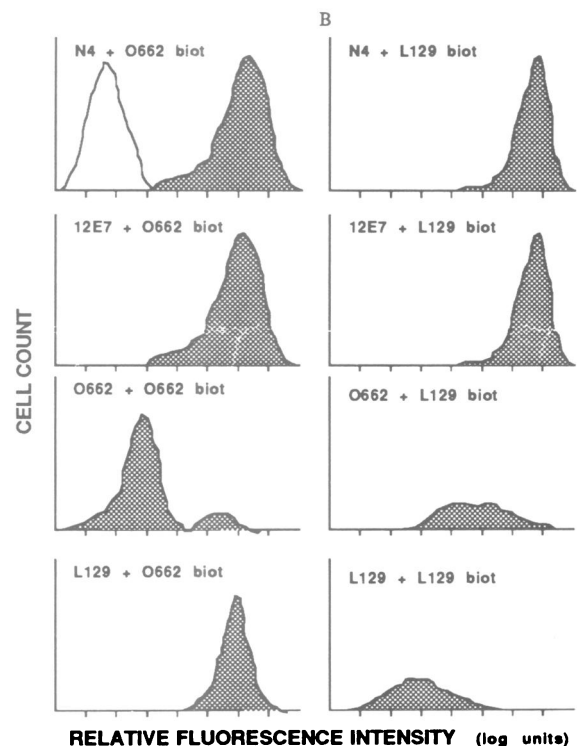 B
N4 + O662 biot
N4 + L129 biot
12E7 + O662 biot
12E7 + L129 biot
O662 + O662 biot
O662 + L129 biot
L129 + O662 biot
L129 + L129 biot
CELL COUNT
RELATIVE FLUORESCENCE INTENSITY (log units)